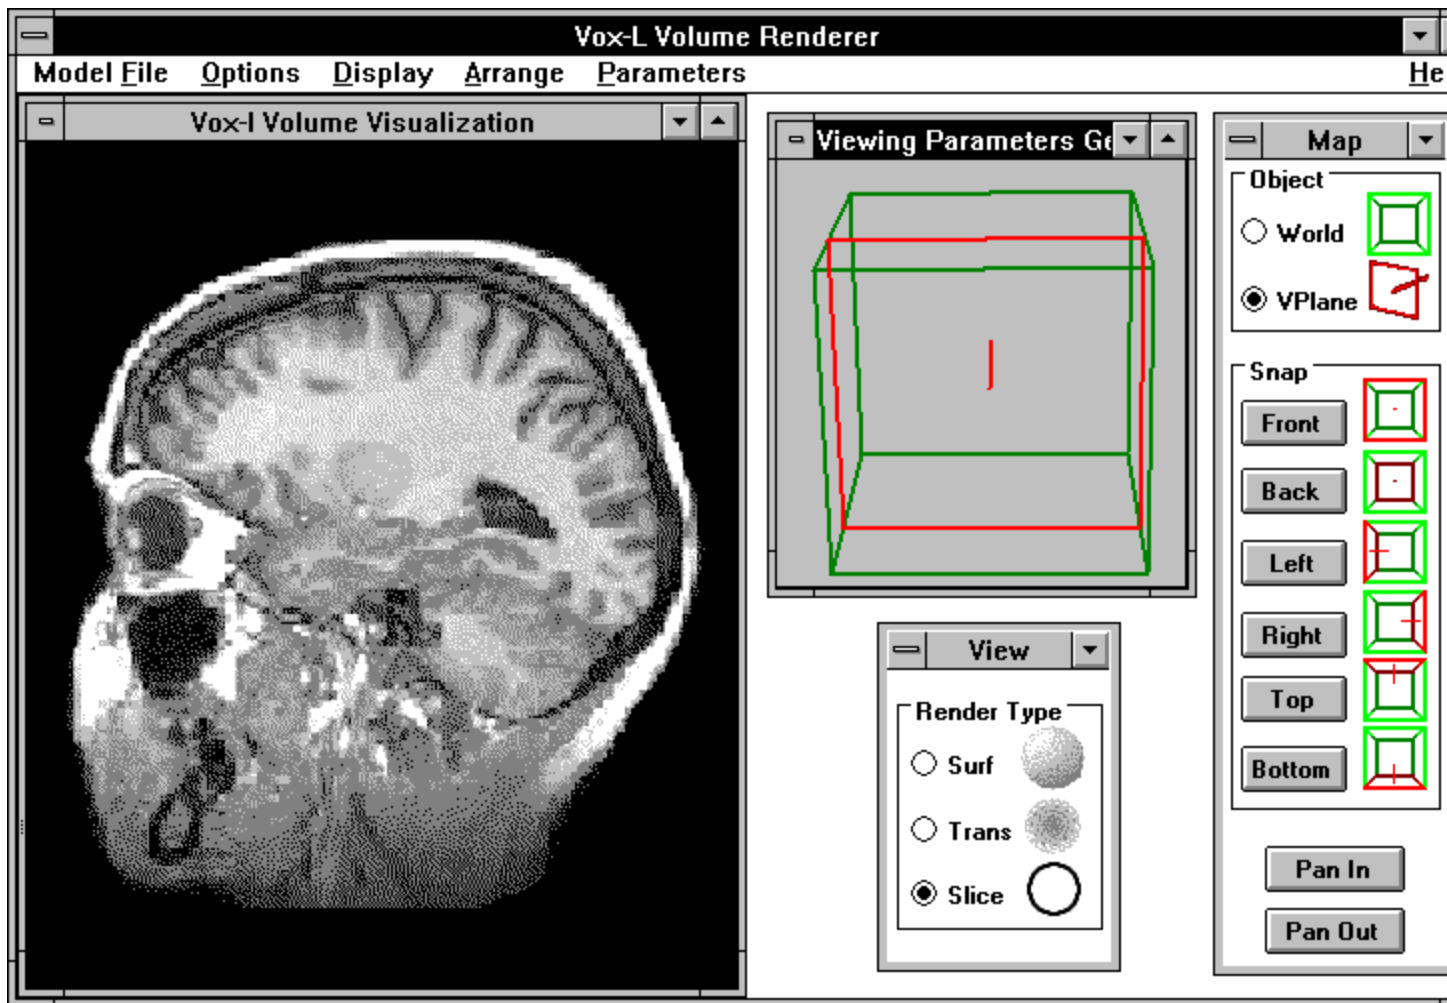 Vox-L Volume Renderer
Model File Options Display Arrange Parameters He
Vox-l Volume Visualization
Viewing Parameters Ge
Map
Object
World
VPlane
Snap
Front
Back
Left
Right
Top
Bottom
Pan In
Pan Out
View
Render Type
Surf
Trans
Slice